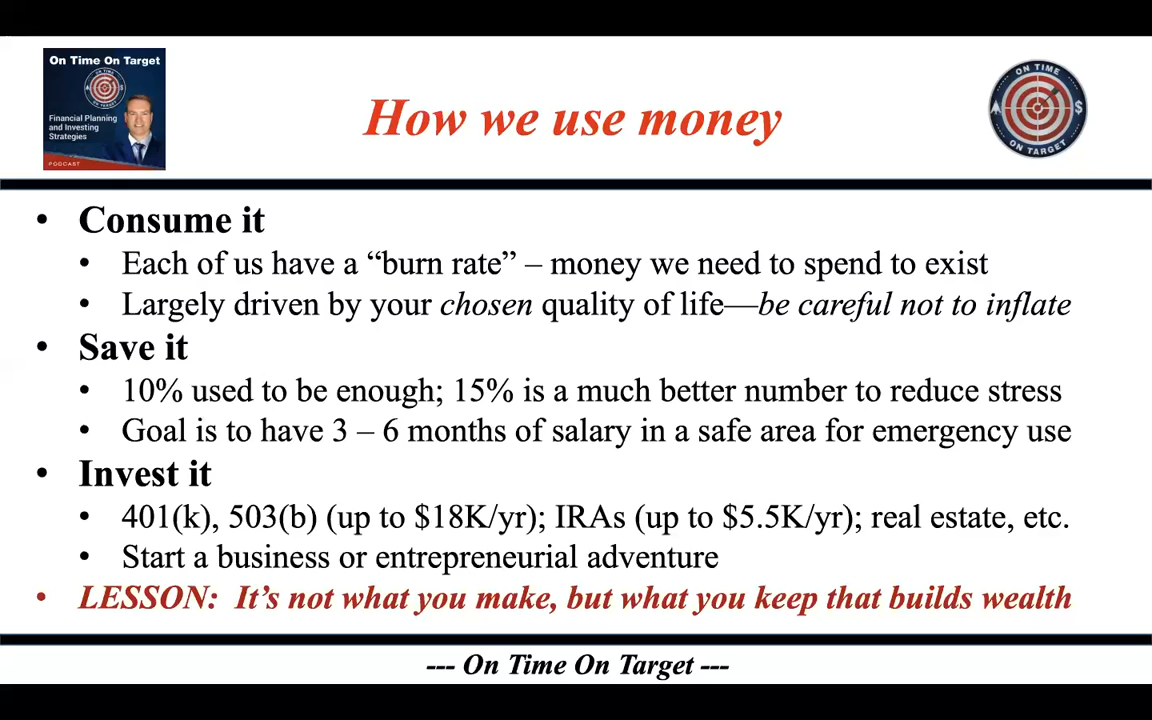 On Time On Target
ON TIME
ON TARGET
Financial Planning
and Investing
Strategies
PODCAST
How we use money
ON TIME
$
ON TARGET
• Consume it
• Each of us have a “burn rate” – money we need to spend to exist
• Largely driven by your chosen quality of life—be careful not to inflate
• Save it
• 10% used to be enough; 15% is a much better number to reduce stress
• Goal is to have 3 – 6 months of salary in a safe area for emergency use
• Invest it
• 401(k), 503(b) (up to $18K/yr); IRAs (up to $5.5K/yr); real estate, etc.
• Start a business or entrepreneurial adventure
• LESSON: It’s not what you make, but what you keep that builds wealth
--- On Time On Target ---